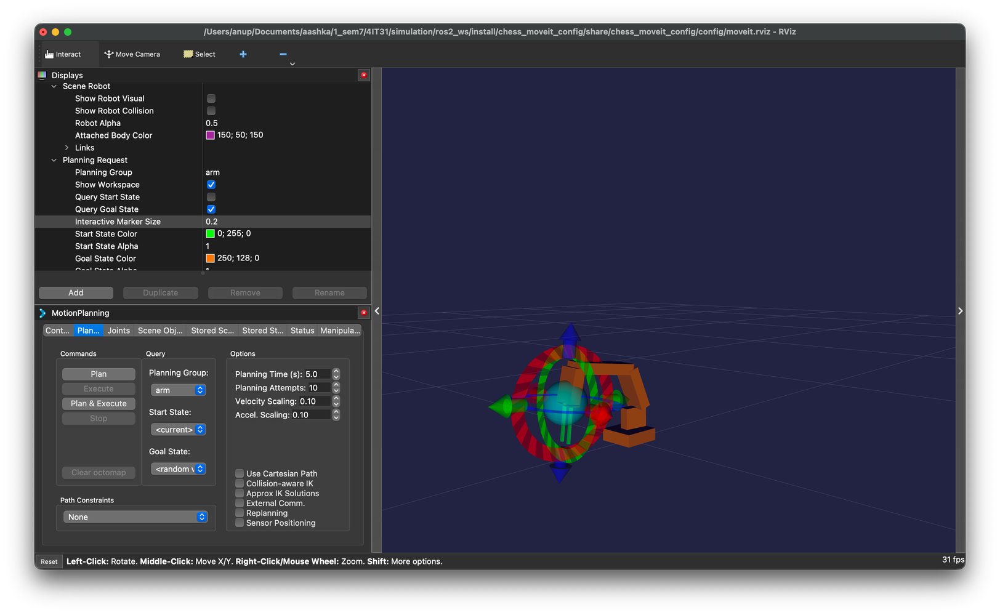 /Users/anup/Documents/aashka/1_sem7/4IT31/simulation/ros2_ws/install/chess_moveit_config/share/chess_moveit_config/config/moveit.rviz - RViz
Interact
Move Camera
Select
Displays
Scene Robot
Show Robot Visual
Show Robot Collision
Robot Alpha 0.5
Attached Body Color 150; 50; 150
Links
Planning Request
Planning Group arm
Show Workspace
Query Start State
Query Goal State
Interactive Marker Size 0.2
Start State Color 0; 255; 0
Start State Alpha 1
Goal State Color 250; 128; 0
Goal State Alpha 1
Add Duplicate Remove Rename
MotionPlanning
Cont... Plan... Joints Scene Obj... Stored Sc... Stored St... Status Manipula...
Commands
Plan
Execute
Plan & Execute
Stop
Clear octomap
Query
Planning Group:
arm
Start State:
<current>
Goal State:
<random v
Path Constraints
None
Options
Planning Time (s): 5.0
Planning Attempts: 10
Velocity Scaling: 0.10
Accel. Scaling: 0.10
Use Cartesian Path
Collision-aware IK
Approx IK Solutions
External Comm.
Replanning
Sensor Positioning
Reset
Left-Click: Rotate. Middle-Click: Move X/Y. Right-Click/Mouse Wheel: Zoom. Shift: More options.
31 fps